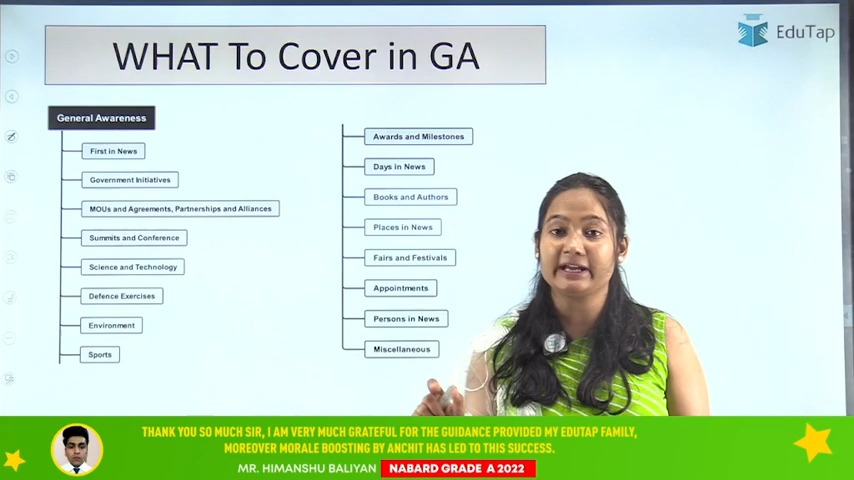 WHAT To Cover in GA
EduTap
General Awareness
First in News
Government Initiatives
MOUs and Agreements, Partnerships and Alliances
Summits and Conference
Science and Technology
Defence Exercises
Environment
Sports
Awards and Milestones
Days in News
Books and Authors
Places in News
Fairs and Festivals
Appointments
Persons in News
Miscellaneous
THANK YOU SO MUCH SIR, I AM VERY MUCH GRATEFUL FOR THE GUIDANCE PROVIDED MY EDUTAP FAMILY,
MOREOVER MORALE BOOSTING BY ANCHIT HAS LED TO THIS SUCCESS.
MR. HIMANSHU BALIYAN NABARD GRADE A 2022